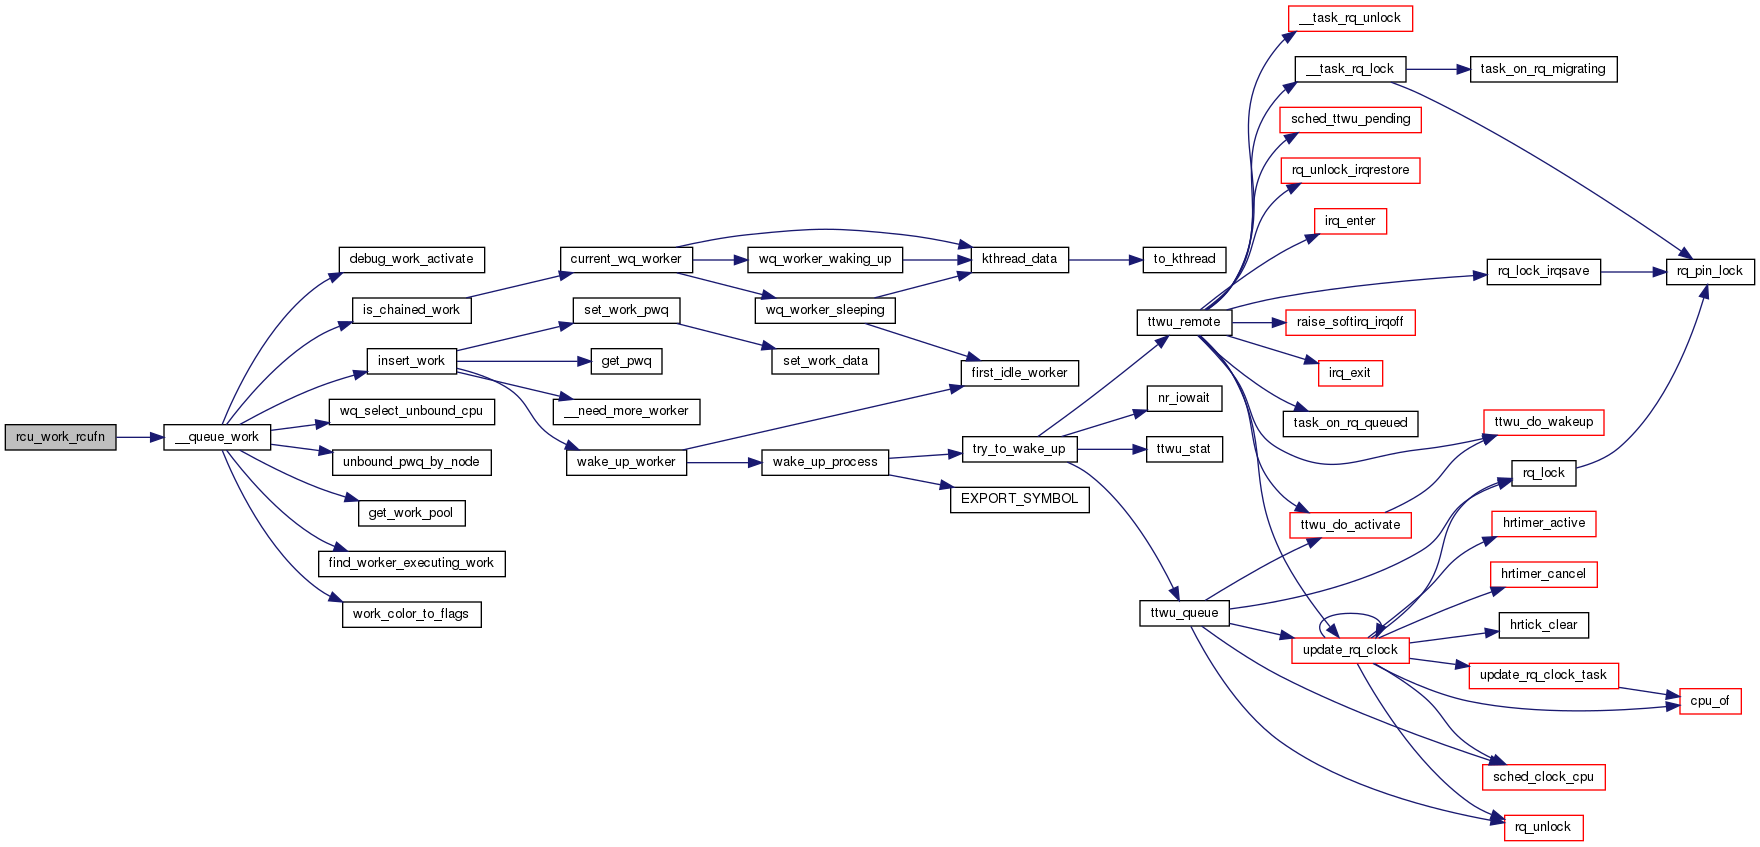 rcu_work_rcufn
__queue_work
debug_work_activate
is_chained_work
insert_work
wq_select_unbound_cpu
unbound_pwq_by_node
get_work_pool
find_worker_executing_work
work_color_to_flags
current_wq_worker
set_work_pwq
get_pwq
__need_more_worker
wake_up_worker
wq_worker_waking_up
wq_worker_sleeping
set_work_data
wake_up_process
kthread_data
first_idle_worker
try_to_wake_up
EXPORT_SYMBOL
to_kthread
ttwu_remote
nr_iowait
ttwu_stat
ttwu_queue
__task_rq_unlock
__task_rq_lock
sched_ttwu_pending
rq_unlock_irqrestore
irq_enter
raise_softirq_irqoff
irq_exit
task_on_rq_queued
ttwu_do_activate
update_rq_clock
task_on_rq_migrating
rq_lock_irqsave
ttwu_do_wakeup
rq_lock
hrtimer_active
hrtimer_cancel
hrtick_clear
update_rq_clock_task
sched_clock_cpu
rq_unlock
rq_pin_lock
cpu_of